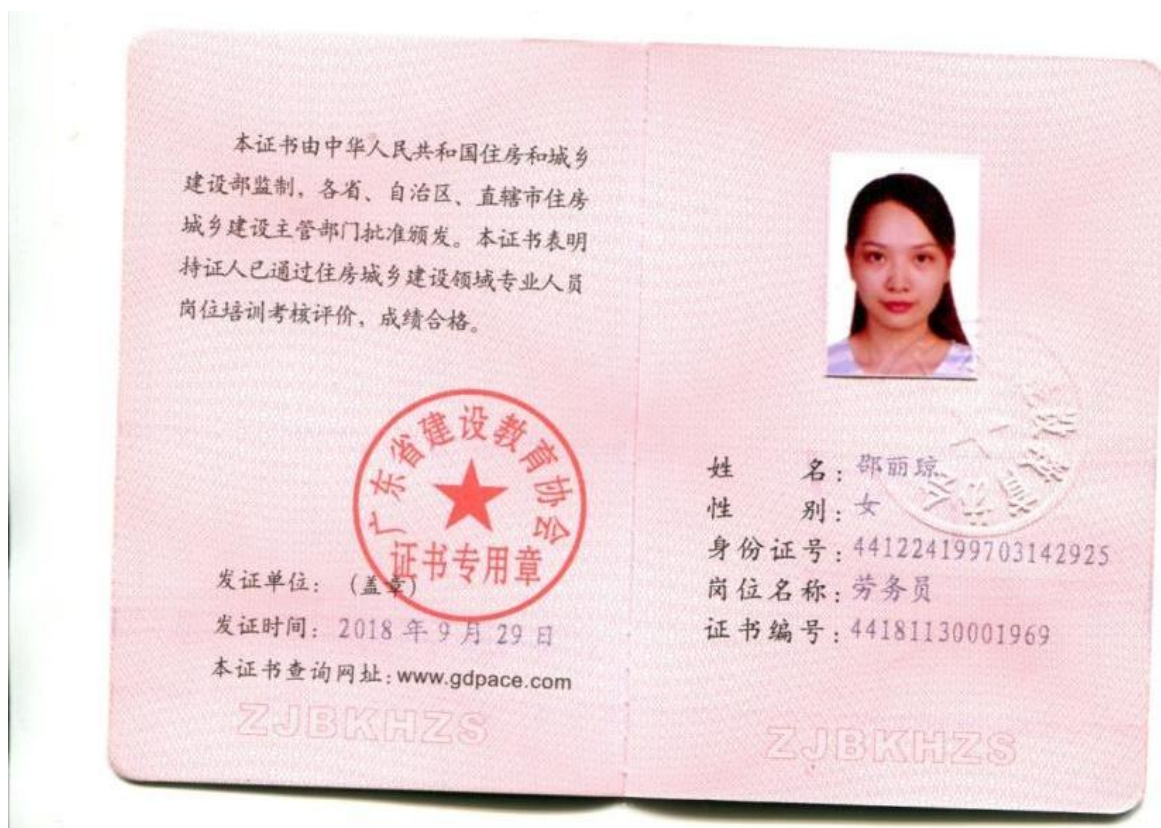 本证书由中华人民共和国住房和城乡
建设部监制，各省、自治区、直辖市住房
城乡建设主管部门批准颁发。本证书表明
持证人已通过住房城乡建设领域专业人员
岗位培训考核评价，成绩合格。
广东省建设教育协会
证书专用章
发证单位：（盖章）
发证时间：2018 年 9 月 29 日
本证书查询网址：www.gdpace.com
ZJBKHZS
姓名：邵丽琼
性别：女
身份证号：441224199703142925
岗位名称：劳务员
证书编号：44181130001969
ZJBKHZS